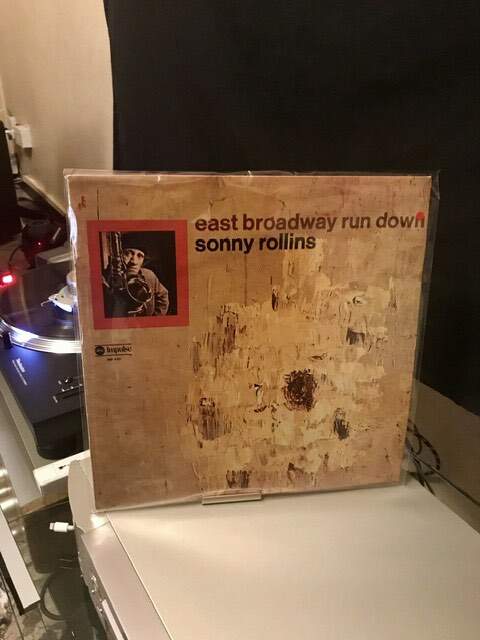 east broadway run down
sonny rollins
impulse